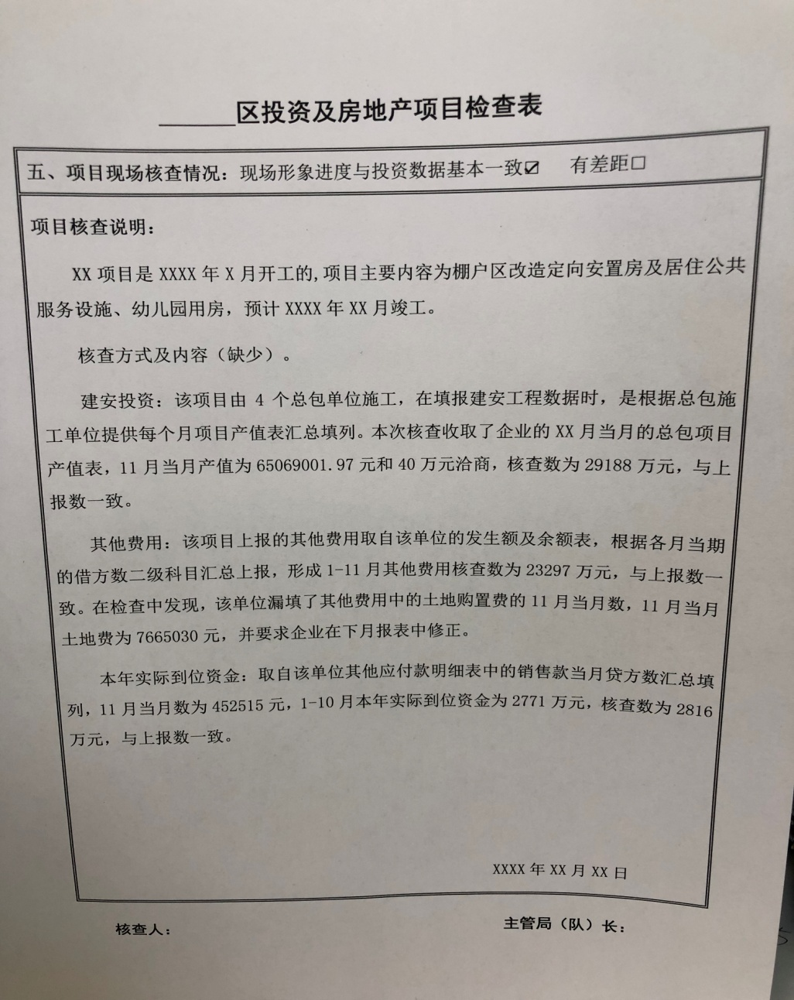 ______区投资及房地产项目检查表
五、项目现场核查情况：现场形象进度与投资数据基本一致☑ 有差距☐
项目核查说明：
XX 项目是 XXXX 年 X 月开工的,项目主要内容为棚户区改造定向安置房及居住公共
服务设施、幼儿园用房，预计 XXXX 年 XX 月竣工。
核查方式及内容（缺少）。
建安投资：该项目由 4 个总包单位施工，在填报建安工程数据时，是根据总包施
工单位提供每个月项目产值表汇总填列。本次核查收取了企业的 XX 月当月的总包项目
产值表，11 月当月产值为 65069001.97 元和 40 万元洽商，核查数为 29188 万元，与上
报数一致。
其他费用：该项目上报的其他费用取自该单位的发生额及余额表，根据各月当期
的借方数二级科目汇总上报，形成 1-11 月其他费用核查数为 23297 万元，与上报数一
致。在检查中发现，该单位漏填了其他费用中的土地购置费的 11 月当月数，11 月当月
土地费为 7665030 元，并要求企业在下月报表中修正。
本年实际到位资金：取自该单位其他应付款明细表中的销售款当月贷方数汇总填
列，11 月当月数为 452515 元，1-10 月本年实际到位资金为 2771 万元，核查数为 2816
万元，与上报数一致。
XXXX 年 XX 月 XX 日
核查人： 主管局（队）长：